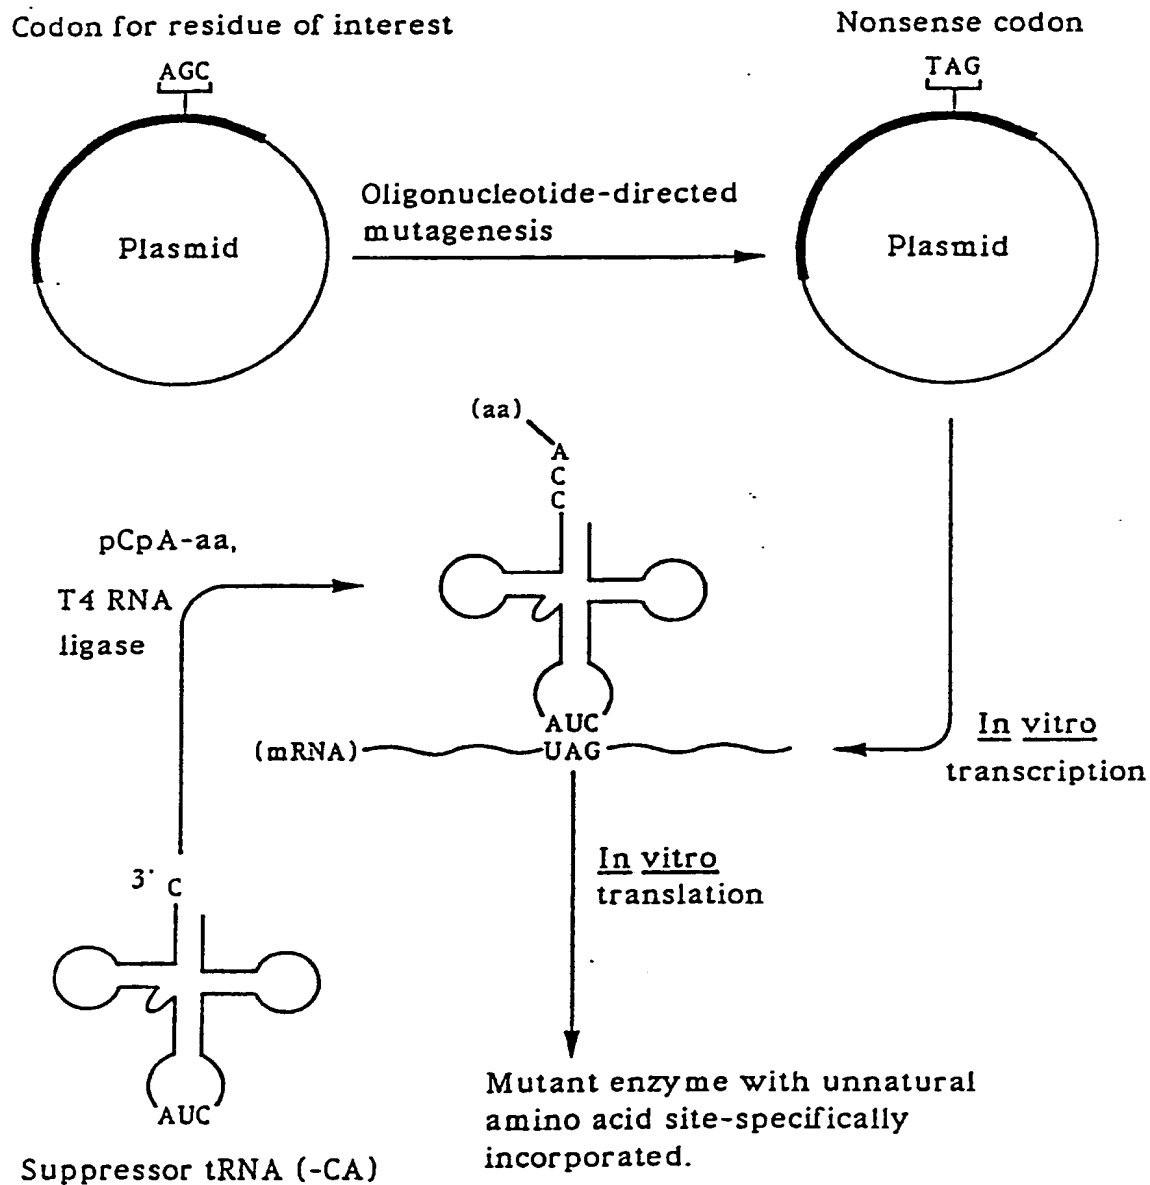 Codon for residue of interest
AGC
Plasmid
Oligonucleotide-directed
mutagenesis
Nonsense codon
TAG
Plasmid
(aa)
A
C
C
pCpA-aa,
T4 RNA
ligase
AUC
(mRNA)
UAG
In vitro
transcription
In vitro
translation
3' C
AUC
Suppressor tRNA (-CA)
Mutant enzyme with unnatural
amino acid site-specifically
incorporated.